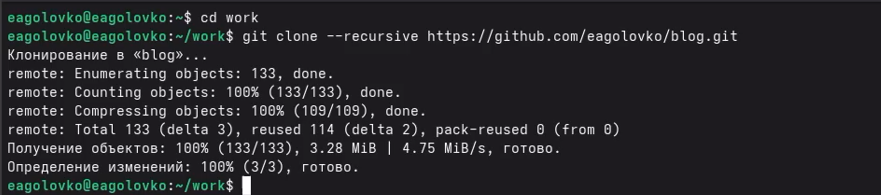 eagolovko@eagolovko:~$ cd work
eagolovko@eagolovko:~/work$ git clone --recursive https://github.com/eagolovko/blog.git
Клонирование в «blog»...
remote: Enumerating objects: 133, done.
remote: Counting objects: 100% (133/133), done.
remote: Compressing objects: 100% (109/109), done.
remote: Total 133 (delta 3), reused 114 (delta 2), pack-reused 0 (from 0)
Получение объектов: 100% (133/133), 3.28 MiB | 4.75 MiB/s, готово.
Определение изменений: 100% (3/3), готово.
eagolovko@eagolovko:~/work$